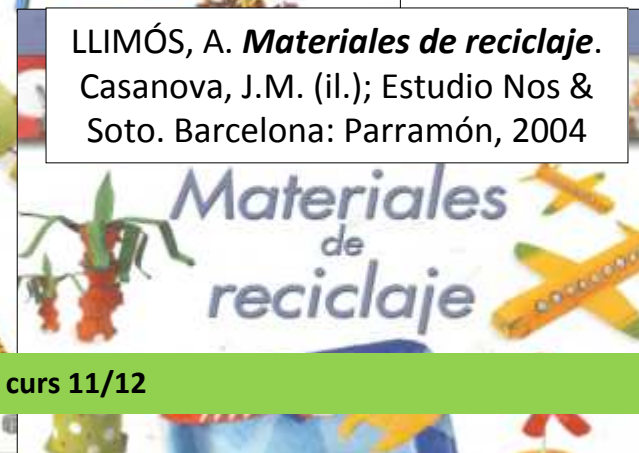 LLIMÓS, A. Materiales de reciclaje.
Casanova, J.M. (il.); Estudio Nos &
Soto. Barcelona: Parramón, 2004
Materiales
de
reciclaje
curs 11/12